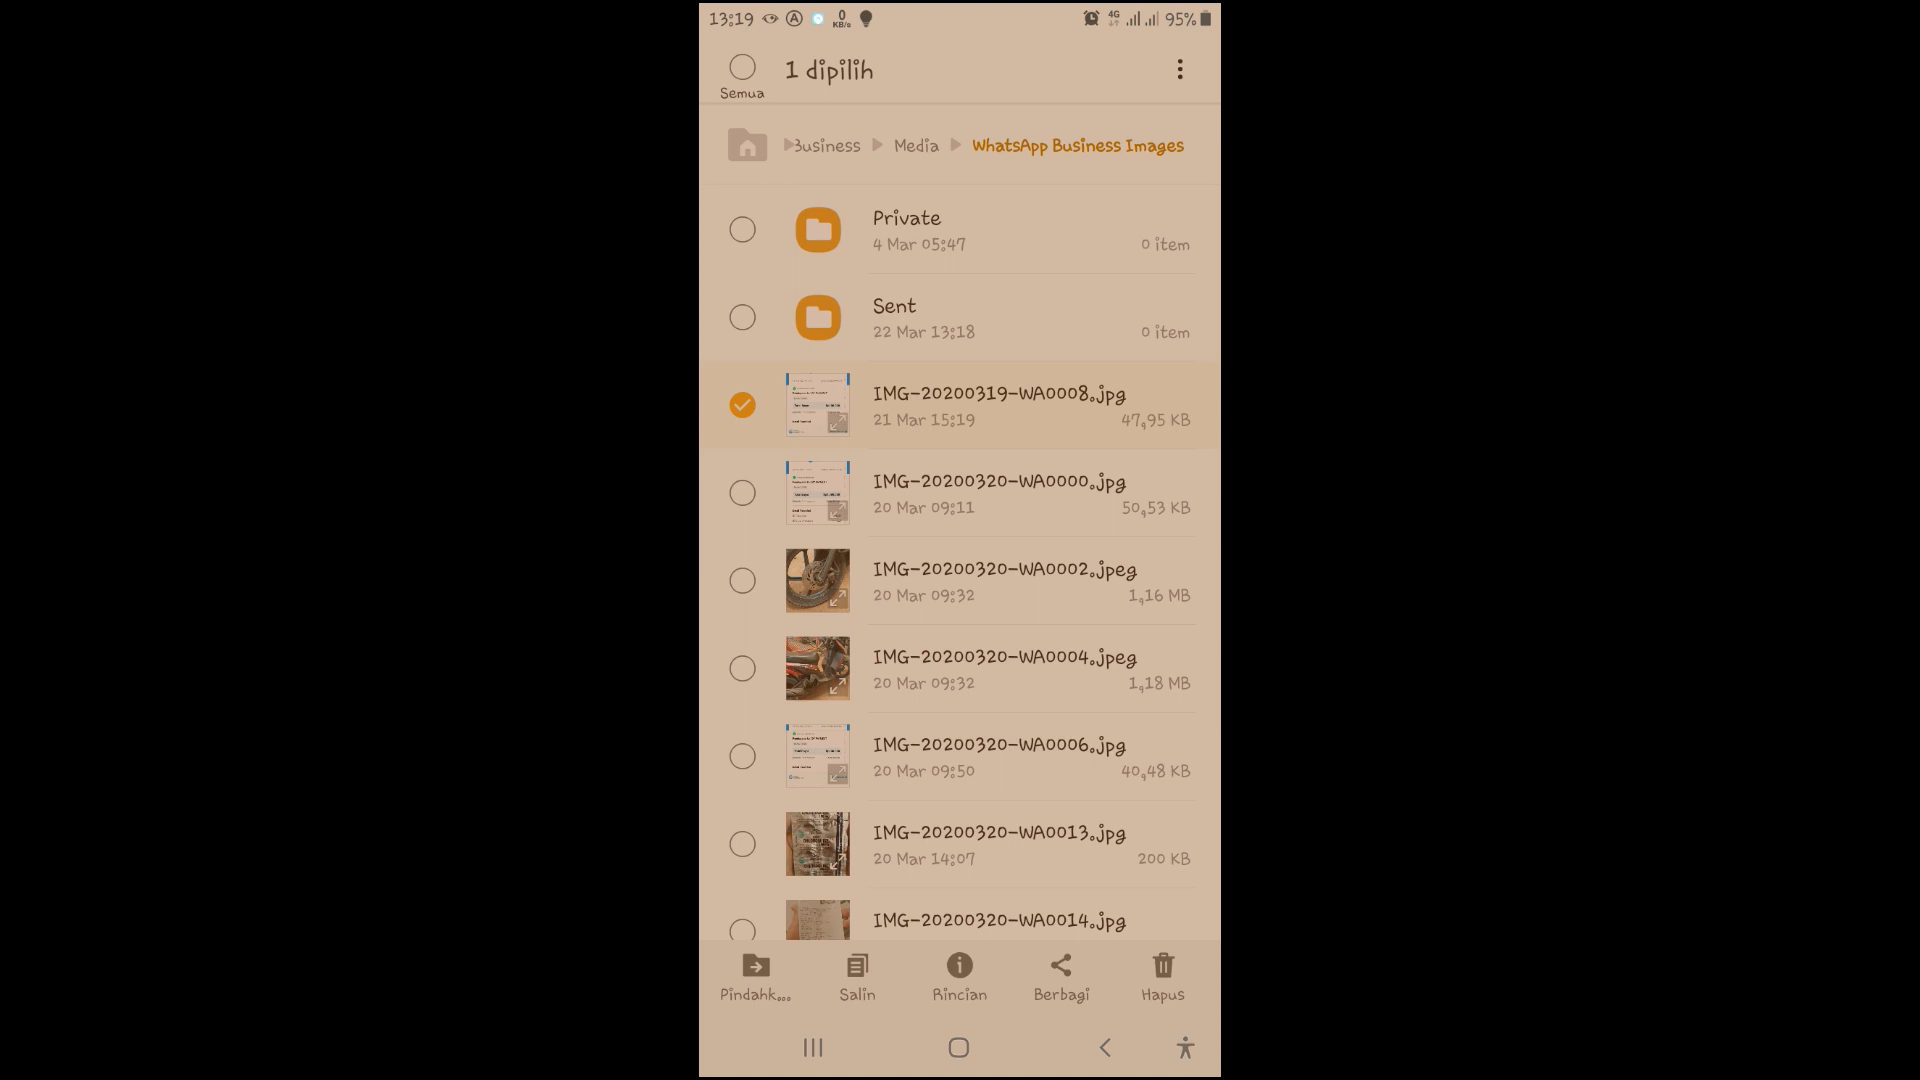 13:19 A 0 KB/s 4G 95%
Semua
1 dipilih
Business Media WhatsApp Business Images
Private
4 Mar 05:47 0 item
Sent
22 Mar 13:18 0 item
IMG-20200319-WA0008.jpg
21 Mar 15:19 47,95 KB
IMG-20200320-WA0000.jpg
20 Mar 09:11 50,53 KB
IMG-20200320-WA0002.jpeg
20 Mar 09:32 1,16 MB
IMG-20200320-WA0004.jpeg
20 Mar 09:32 1,18 MB
IMG-20200320-WA0006.jpg
20 Mar 09:50 40,48 KB
IMG-20200320-WA0013.jpg
20 Mar 14:07 200 KB
IMG-20200320-WA0014.jpg
Pindahk... Salin Rincian Berbagi Hapus